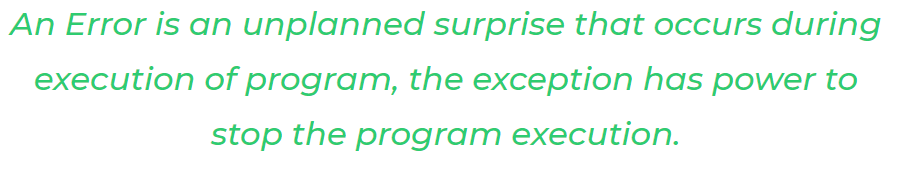 An Error is an unplanned surprise that occurs during
execution of program, the exception has power to
stop the program execution.